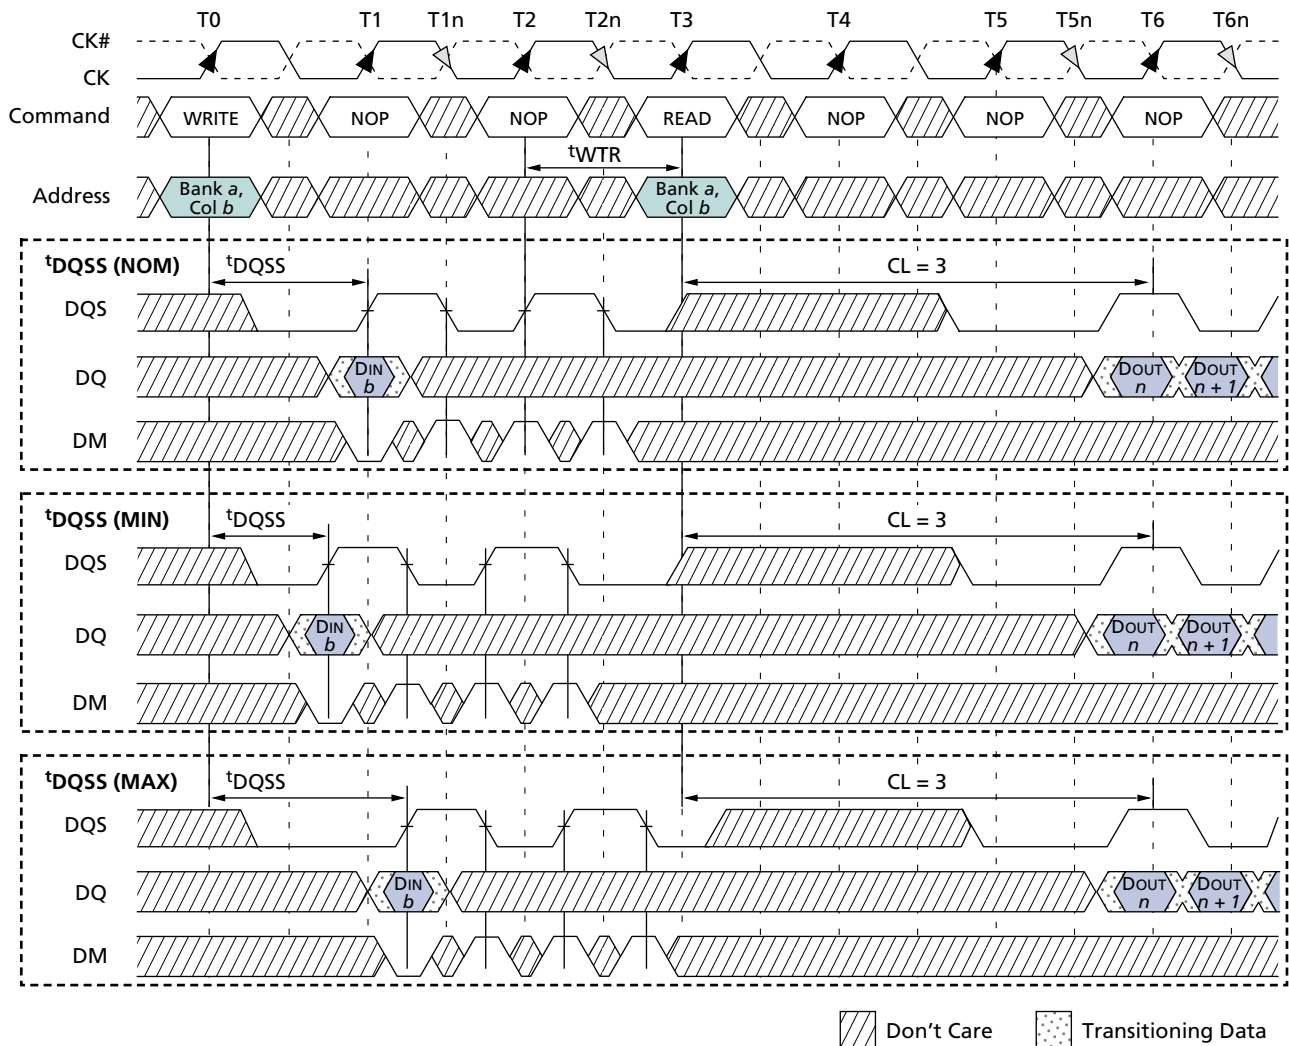 T0 T1 T1n T2 T2n T3 T4 T5 T5n T6 T6n
CK#
CK
Command WRITE NOP NOP READ NOP NOP NOP
tWTR
Address Bank a, Col b Bank a, Col b
tDQSS (NOM) tDQSS CL = 3
DQS
DQ DIN b DOUT n DOUT n + 1
DM
tDQSS (MIN) tDQSS CL = 3
DQS
DQ DIN b DOUT n DOUT n + 1
DM
tDQSS (MAX) tDQSS CL = 3
DQS
DQ DIN b DOUT n DOUT n + 1
DM
Don't Care Transitioning Data